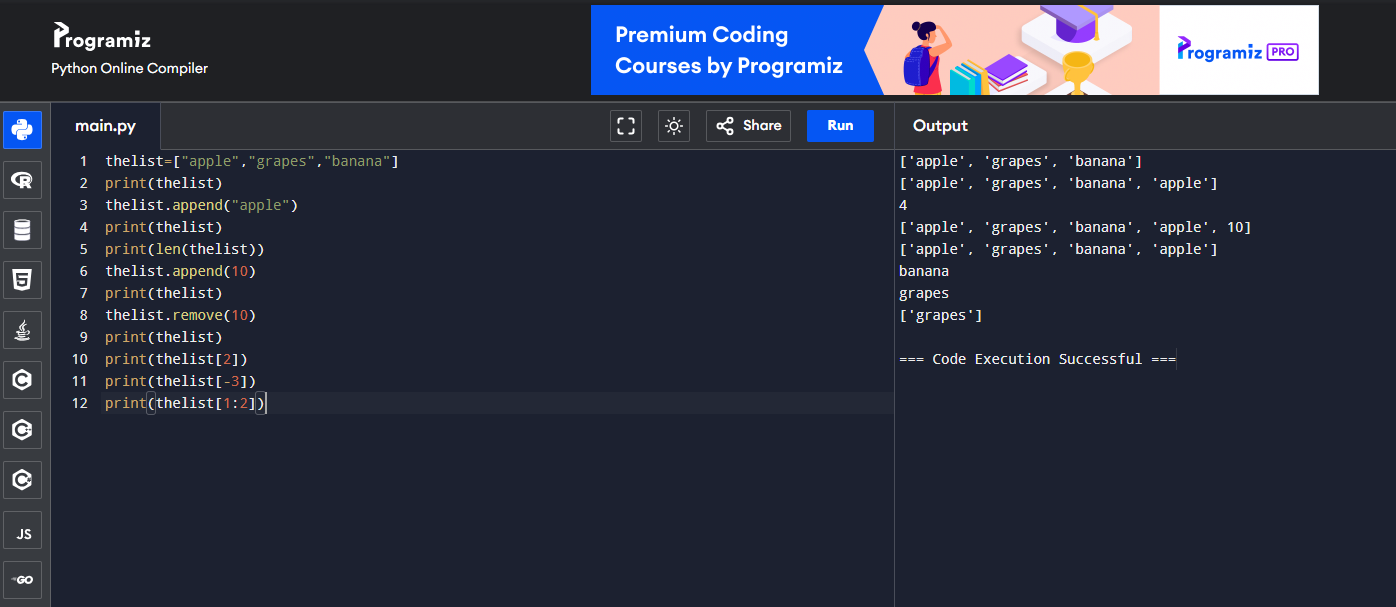 Programiz
Python Online Compiler
Premium Coding
Courses by Programiz
Programiz PRO
main.py
Share
Run
Output
1 thelist=["apple","grapes","banana"]
2 print(thelist)
3 thelist.append("apple")
4 print(thelist)
5 print(len(thelist))
6 thelist.append(10)
7 print(thelist)
8 thelist.remove(10)
9 print(thelist)
10 print(thelist[2])
11 print(thelist[-3])
12 print(thelist[1:2])
['apple', 'grapes', 'banana']
['apple', 'grapes', 'banana', 'apple']
4
['apple', 'grapes', 'banana', 'apple', 10]
['apple', 'grapes', 'banana', 'apple']
banana
grapes
['grapes']
=== Code Execution Successful ===
R
5
C
C
C
JS
GO